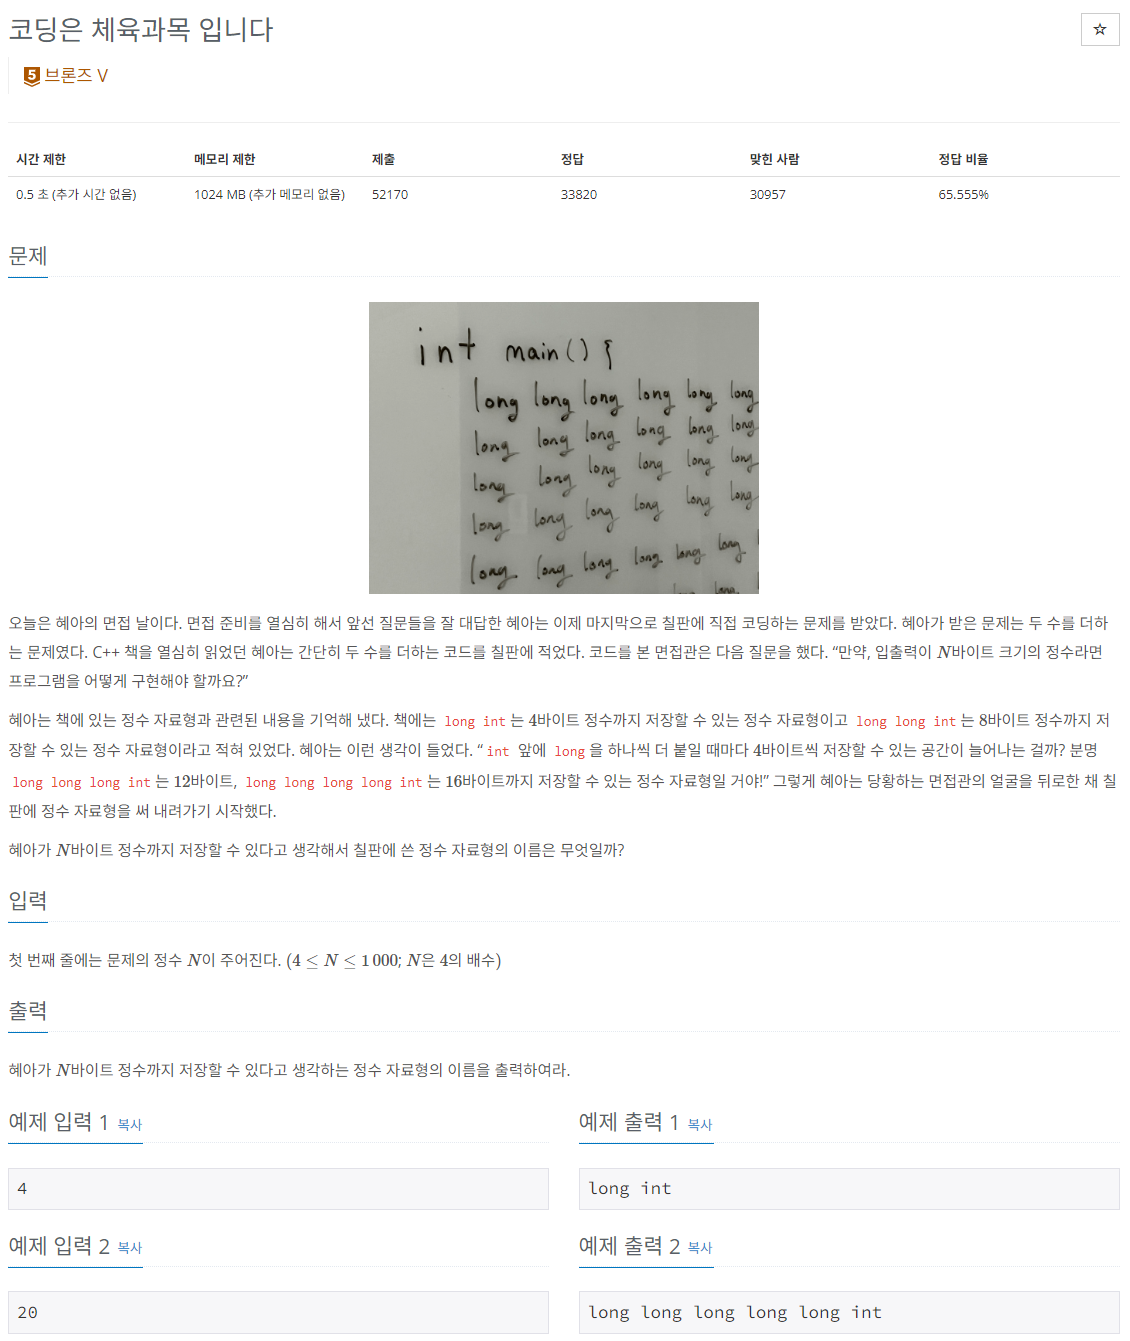 코딩은 체육과목 입니다
☆
5 브론즈 V
시간 제한 메모리 제한 제출 정답 맞힌 사람 정답 비율
0.5 초 (추가 시간 없음) 1024 MB (추가 메모리 없음) 52170 33820 30957 65.555%
문제
int main() {
long long long long long long
long long long long long long
long long long long long long
long long long long long long
long long long long long long
long long
오늘은 혜아의 면접 날이다. 면접 준비를 열심히 해서 앞선 질문들을 잘 대답한 혜아는 이제 마지막으로 칠판에 직접 코딩하는 문제를 받았다. 혜아가 받은 문제는 두 수를 더하
는 문제였다. C++ 책을 열심히 읽었던 혜아는 간단히 두 수를 더하는 코드를 칠판에 적었다. 코드를 본 면접관은 다음 질문을 했다. “만약, 입출력이 N바이트 크기의 정수라면
프로그램을 어떻게 구현해야 할까요?”
혜아는 책에 있는 정수 자료형과 관련된 내용을 기억해 냈다. 책에는 long int 는 4바이트 정수까지 저장할 수 있는 정수 자료형이고 long long int 는 8바이트 정수까지 저
장할 수 있는 정수 자료형이라고 적혀 있었다. 혜아는 이런 생각이 들었다. “ int 앞에 long 을 하나씩 더 붙일 때마다 4바이트씩 저장할 수 있는 공간이 늘어나는 걸까? 분명
long long long int 는 12바이트, long long long long int 는 16바이트까지 저장할 수 있는 정수 자료형일 거야!” 그렇게 혜아는 당황하는 면접관의 얼굴을 뒤로한 채 칠
판에 정수 자료형을 써 내려가기 시작했다.
혜아가 N바이트 정수까지 저장할 수 있다고 생각해서 칠판에 쓴 정수 자료형의 이름은 무엇일까?
입력
첫 번째 줄에는 문제의 정수 N이 주어진다. (4 ≤ N ≤ 1 000; N은 4의 배수)
출력
혜아가 N바이트 정수까지 저장할 수 있다고 생각하는 정수 자료형의 이름을 출력하여라.
예제 입력 1 복사 예제 출력 1 복사
4 long int
예제 입력 2 복사 예제 출력 2 복사
20 long long long long long int